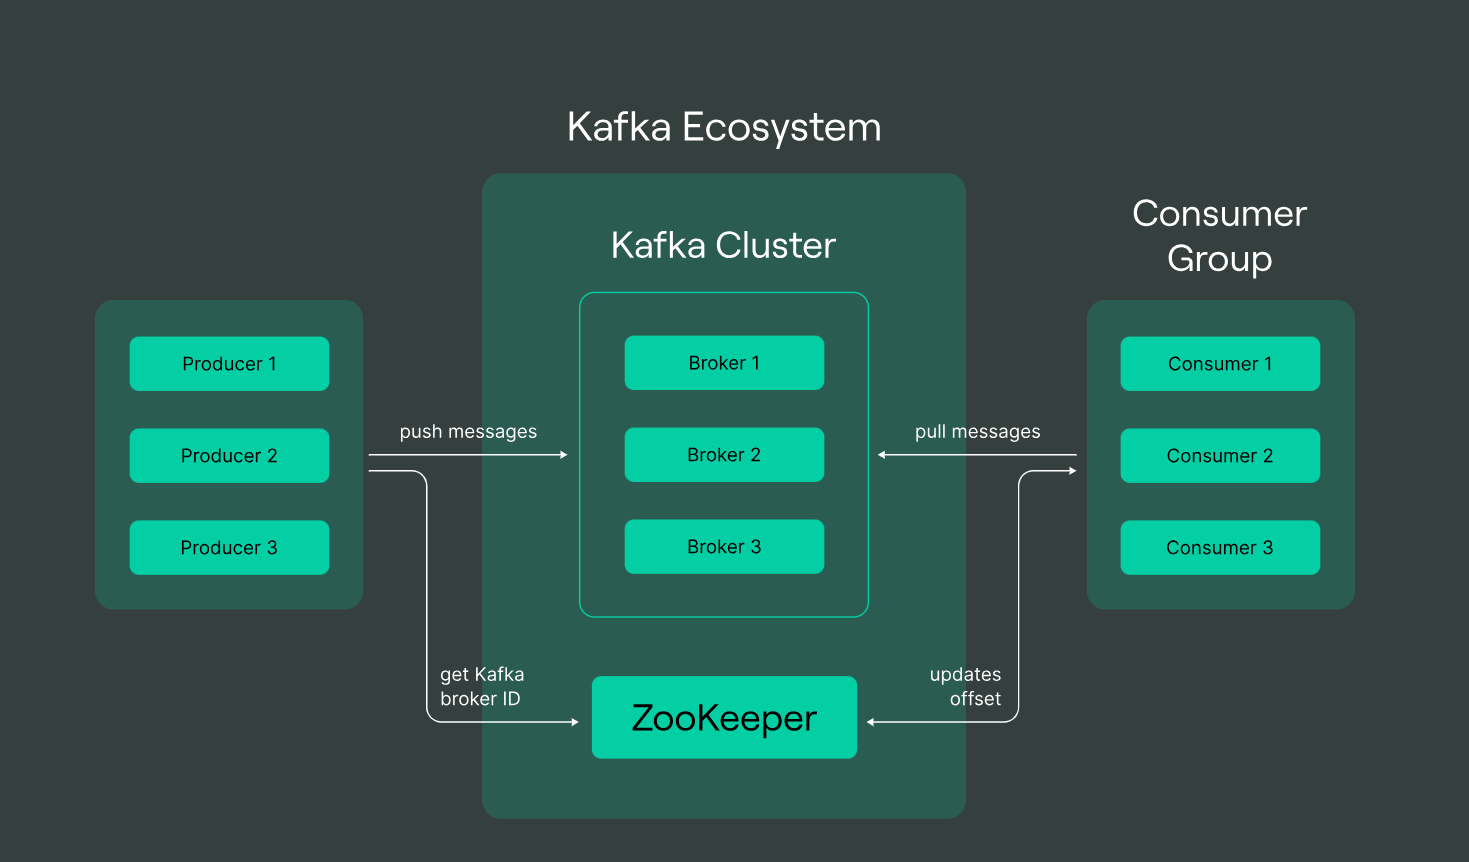 Kafka Ecosystem
Kafka Cluster
Consumer
Group
Producer 1
Producer 2
Producer 3
push messages
Broker 1
Broker 2
Broker 3
pull messages
Consumer 1
Consumer 2
Consumer 3
get Kafka
broker ID
ZooKeeper
updates
offset